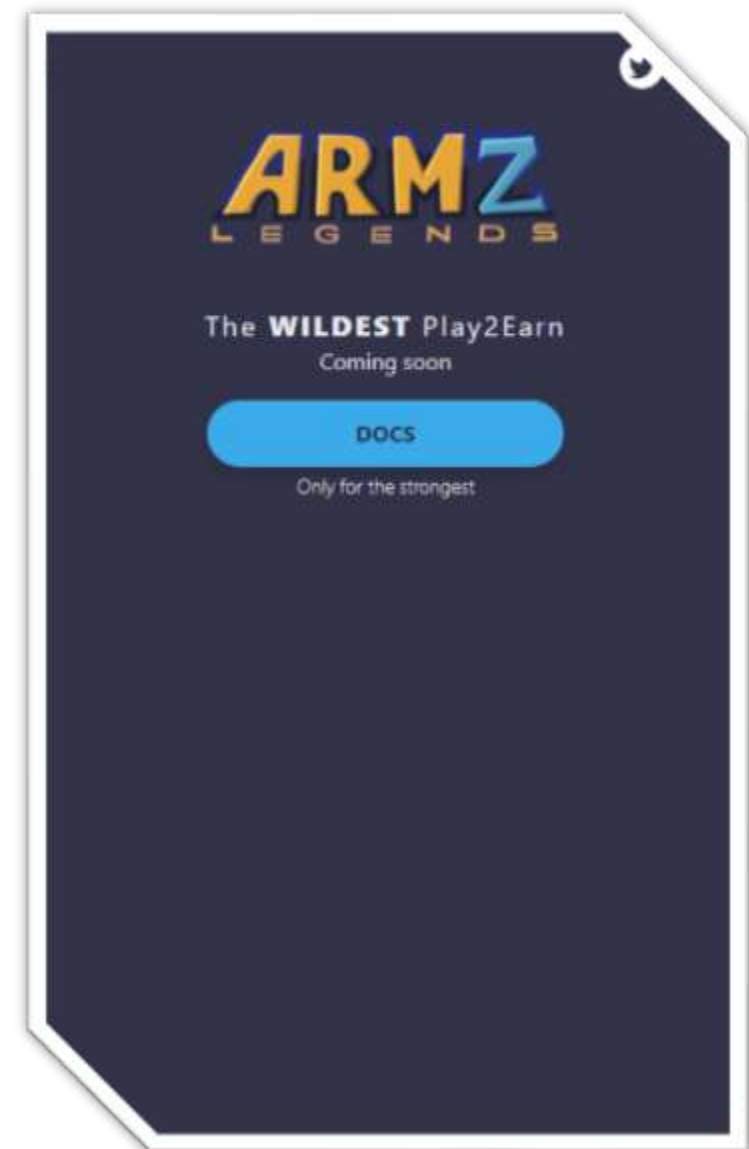 ARMZ
LEGENDS
The WILDEST Play2Earn
Coming soon
DOCS
Only for the strongest